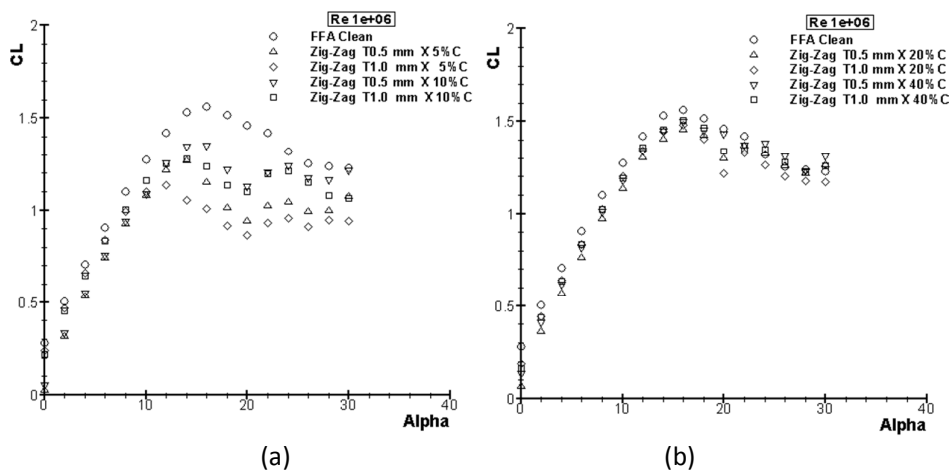 Re 1e+06
FFA Clean
Zig-Zag T0.5 mm X 5% C
Zig-Zag T1.0 mm X 5% C
Zig-Zag T0.5 mm X 10% C
Zig-Zag T1.0 mm X 10% C
CL
2
1.5
1
0.5
0
0 10 20 30 40
Alpha
(a)
Re 1e+06
FFA Clean
Zig-Zag T0.5 mm X 20% C
Zig-Zag T1.0 mm X 20% C
Zig-Zag T0.5 mm X 40% C
Zig-Zag T1.0 mm X 40% C
CL
2
1.5
1
0.5
0
0 10 20 30 40
Alpha
(b)